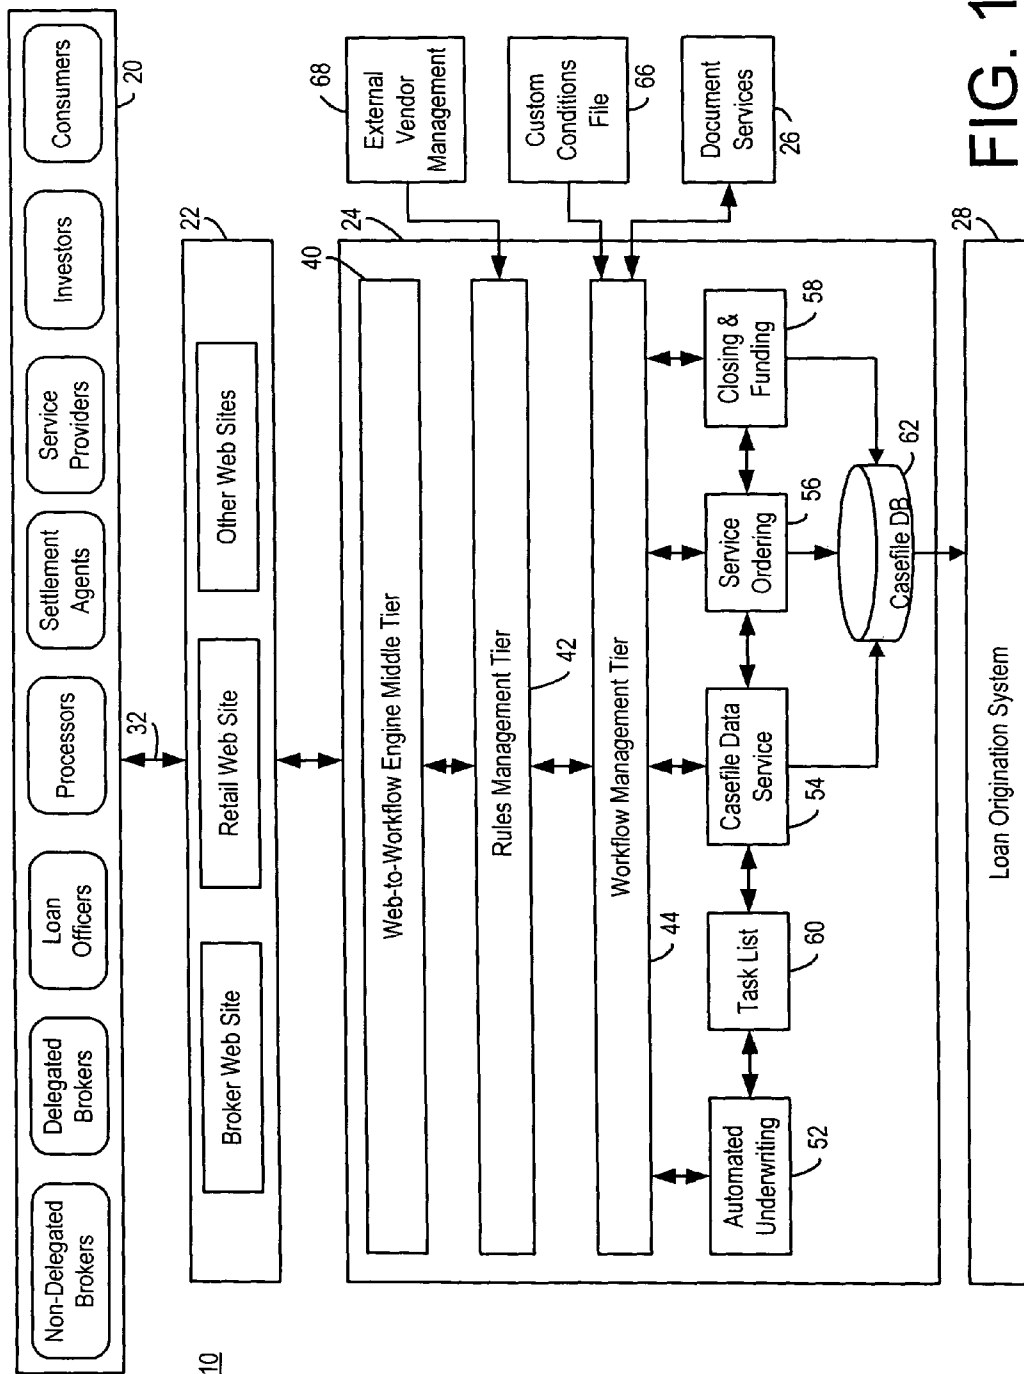 10
Non-Delegated
Brokers
Delegated
Brokers
Loan
Officers
Processors
Settlement
Agents
Service
Providers
Investors
Consumers
20
32
Broker Web Site
Retail Web Site
Other Web Sites
22
24
Web-to-Workflow Engine Middle Tier
40
Rules Management Tier
42
Workflow Management Tier
44
External
Vendor
Management
68
Custom
Conditions
File
66
Document
Services
26
Automated
Underwriting
52
Task List
60
Casefile Data
Service
54
Service
Ordering
56
Closing &
Funding
58
Casefile DB
62
Loan Origination System
28
FIG. 1